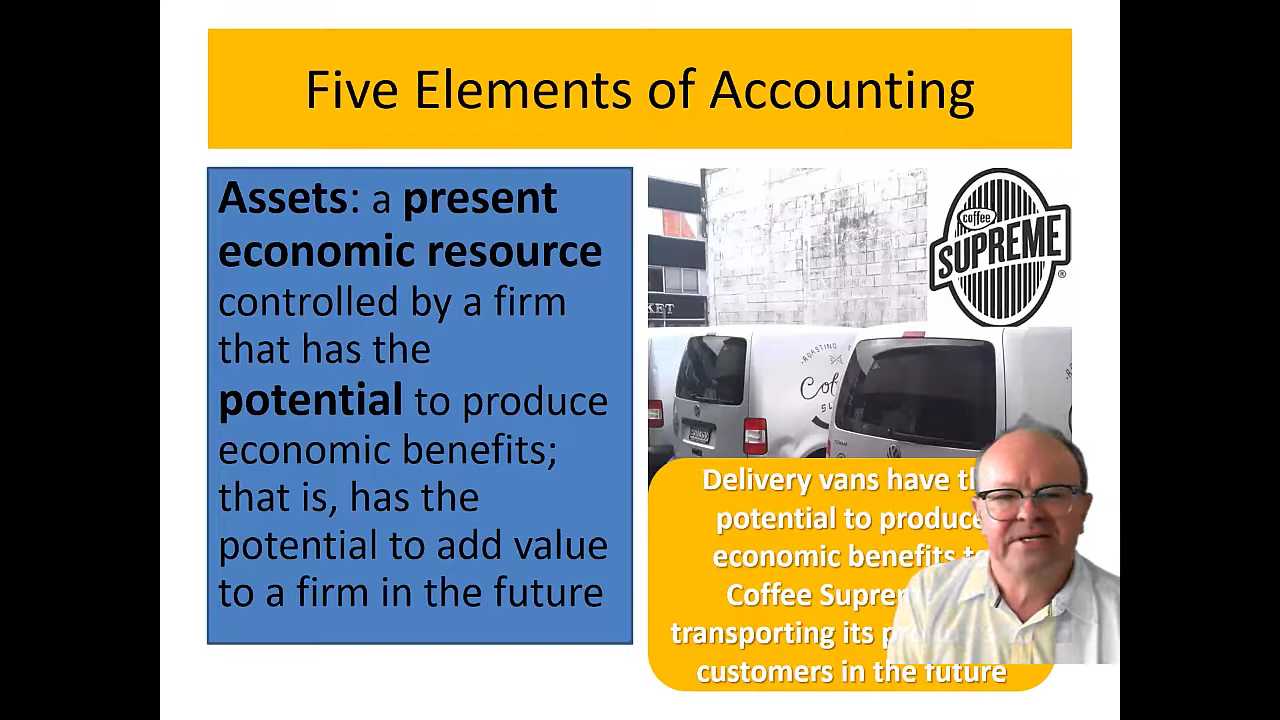 Five Elements of Accounting
Assets: a present
economic resource
controlled by a firm
that has the
potential to produce
economic benefits;
that is, has the
potential to add value
to a firm in the future
coffee
SUPREME
®
KET
ROASTING
Delivery vans have
potential to produce
economic benefits
Coffee
transporting its
customers in the future